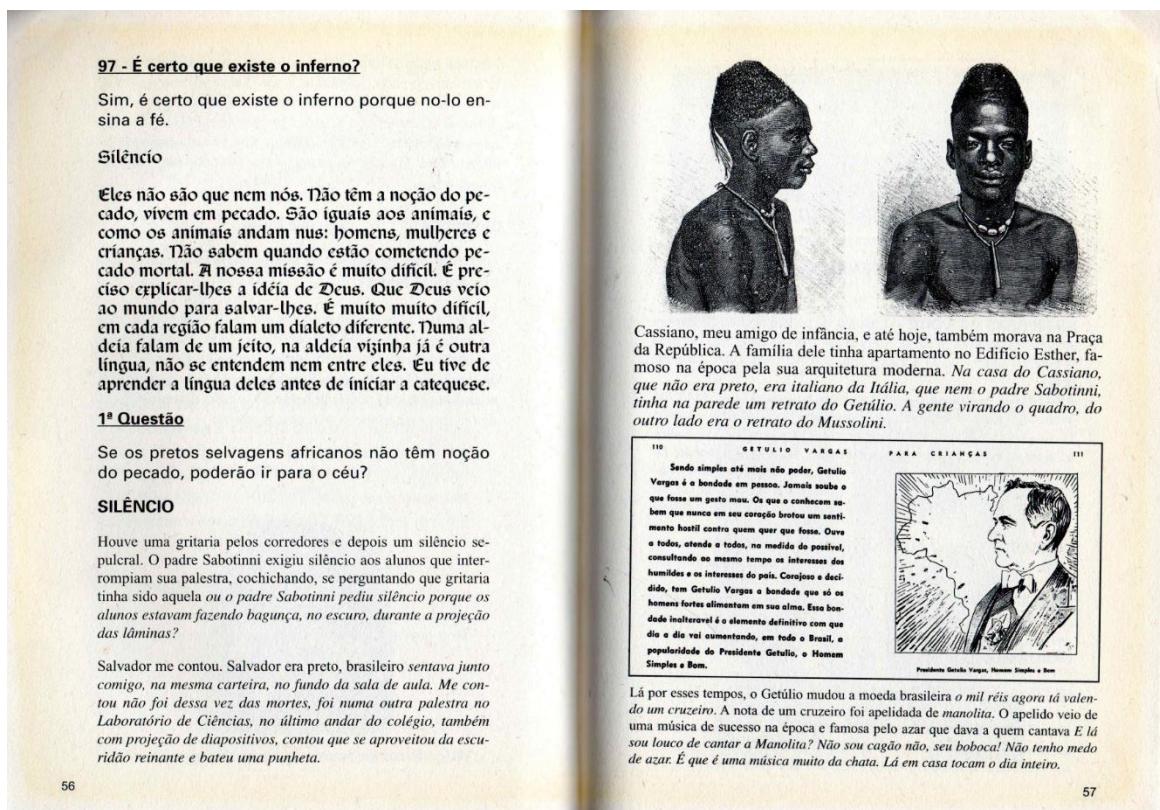 97 - É certo que existe o inferno?
Sim, é certo que existe o inferno porque no-lo en-
sina a fé.
Silêncio
Eles não são que nem nós. Não têm a noção do pe-
cado, vivem em pecado. São iguais aos animais, e
como os animais andam nus: homens, mulheres e
crianças. Não sabem quando estão cometendo pe-
cado mortal. A nossa missão é muito difícil. É pre-
ciso explicar-lhes a idéia de Deus. Que Deus veio
ao mundo para salvar-lhes. É muito muito difícil,
em cada região falam um dialeto diferente. Numa al-
deia falam de um jeito, na aldeia vizinha já é outra
língua, não se entendem nem entre eles. Eu tive de
aprender a língua deles antes de iniciar a catequese.
1ª Questão
Se os pretos selvagens africanos não têm noção
do pecado, poderão ir para o céu?
SILÊNCIO
Houve uma gritaria pelos corredores e depois um silêncio se-
pulcral. O padre Sabotinni exigiu silêncio aos alunos que inter-
rompiam sua palestra, cochichando, se perguntando que gritaria
tinha sido aquela ou o padre Sabotinni pediu silêncio porque os
alunos estavam fazendo bagunça, no escuro, durante a projeção
das lâminas?
Salvador me contou. Salvador era preto, brasileiro sentava junto
comigo, na mesma carteira, no fundo da sala de aula. Me con-
tou não foi dessa vez das mortes, foi numa outra palestra no
Laboratório de Ciências, no último andar do colégio, também
com projeção de diapositivos, contou que se aproveitou da escu-
ridão reinante e bateu uma punheta.
56
Cassiano, meu amigo de infância, e até hoje, também morava na Praça
da República. A família dele tinha apartamento no Edifício Esther, fa-
moso na época pela sua arquitetura moderna. Na casa do Cassiano,
que não era preto, era italiano da Itália, que nem o padre Sabotinni,
tinha na parede um retrato do Getúlio. A gente virando o quadro, do
outro lado era o retrato do Mussolini.
110 GETULIO VARGAS
Sendo simples até mais não poder, Getulio
Vargas é a bondade em pessoa. Jamais soube o
que fosse um gesto mau. Os que o conhecem sa-
bem que nunca em seu coração brotou um senti-
mento hostil contra quem quer que fosse. Ouve
a todos, atende a todos, na medida do possivel,
consultando ao mesmo tempo os interesses dos
humildes e os interesses do país. Corajoso e deci-
dido, tem Getulio Vargas a bondade que só os
homens fortes alimentam em sua alma. Essa bon-
dade inalteravel é o elemento definitivo com que
dia a dia vai aumentando, em todo o Brasil, a
popularidade do Presidente Getulio, o Homem
Simples e Bom.
PARA CRIANÇAS 111
Presidente Getulio Vargas, Homem Simples e Bom
Lá por esses tempos, o Getúlio mudou a moeda brasileira o mil réis agora tá valen-
do um cruzeiro. A nota de um cruzeiro foi apelidada de manolita. O apelido veio de
uma música de sucesso na época e famosa pelo azar que dava a quem cantava E lá
sou louco de cantar a Manolita? Não sou cagão não, seu boboca! Não tenho medo
de azar. É que é uma música muito da chata. Lá em casa tocam o dia inteiro.
57